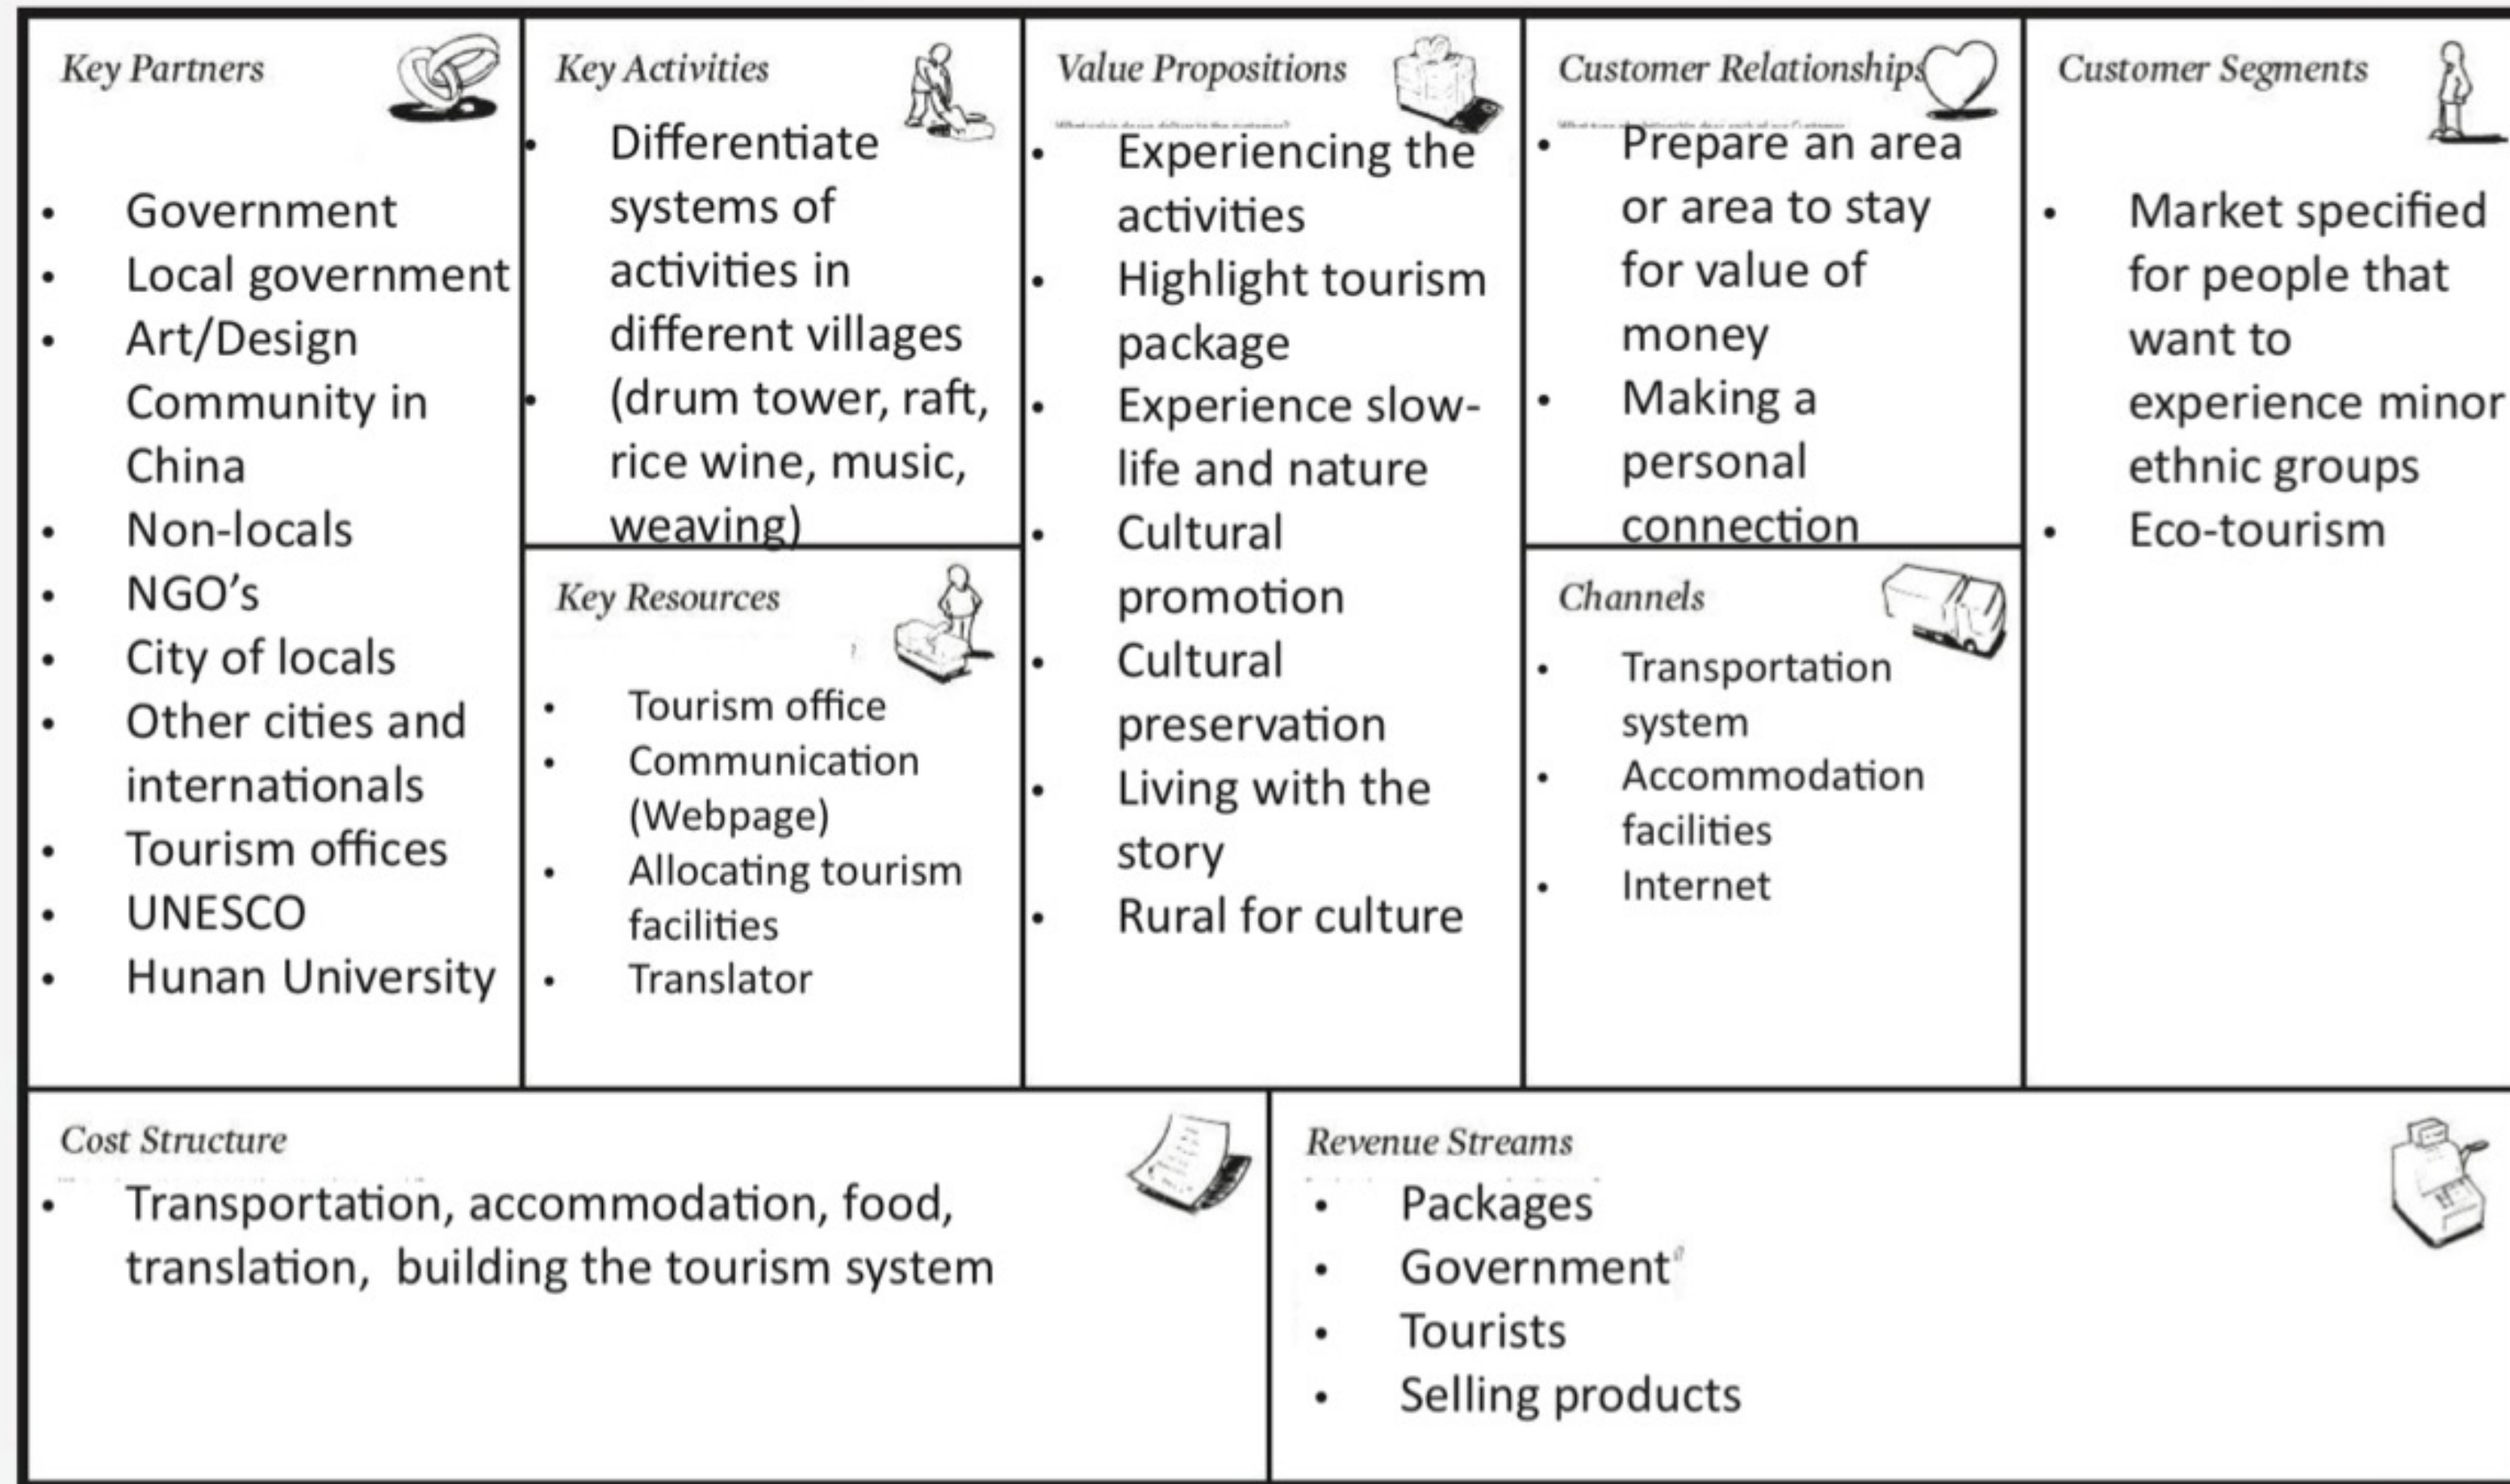 Key Partners
• Government
• Local government
• Art/Design
Community in
China
• Non-locals
• NGO’s
• City of locals
• Other cities and
internationals
• Tourism offices
• UNESCO
• Hunan University
Key Activities
• Differentiate
systems of
activities in
different villages
• (drum tower, raft,
rice wine, music,
weaving)
Key Resources
• Tourism office
• Communication
(Webpage)
• Allocating tourism
facilities
• Translator
Value Propositions
• Experiencing the
activities
• Highlight tourism
package
• Experience slow-
life and nature
• Cultural
promotion
• Cultural
preservation
• Living with the
story
• Rural for culture
Customer Relationships
• Prepare an area
or area to stay
for value of
money
• Making a
personal
connection
Channels
• Transportation
system
• Accommodation
facilities
• Internet
Customer Segments
• Market specified
for people that
want to
experience minor
ethnic groups
• Eco-tourism
Cost Structure
• Transportation, accommodation, food,
translation,  building the tourism system
Revenue Streams
• Packages
• Government
• Tourists
• Selling products